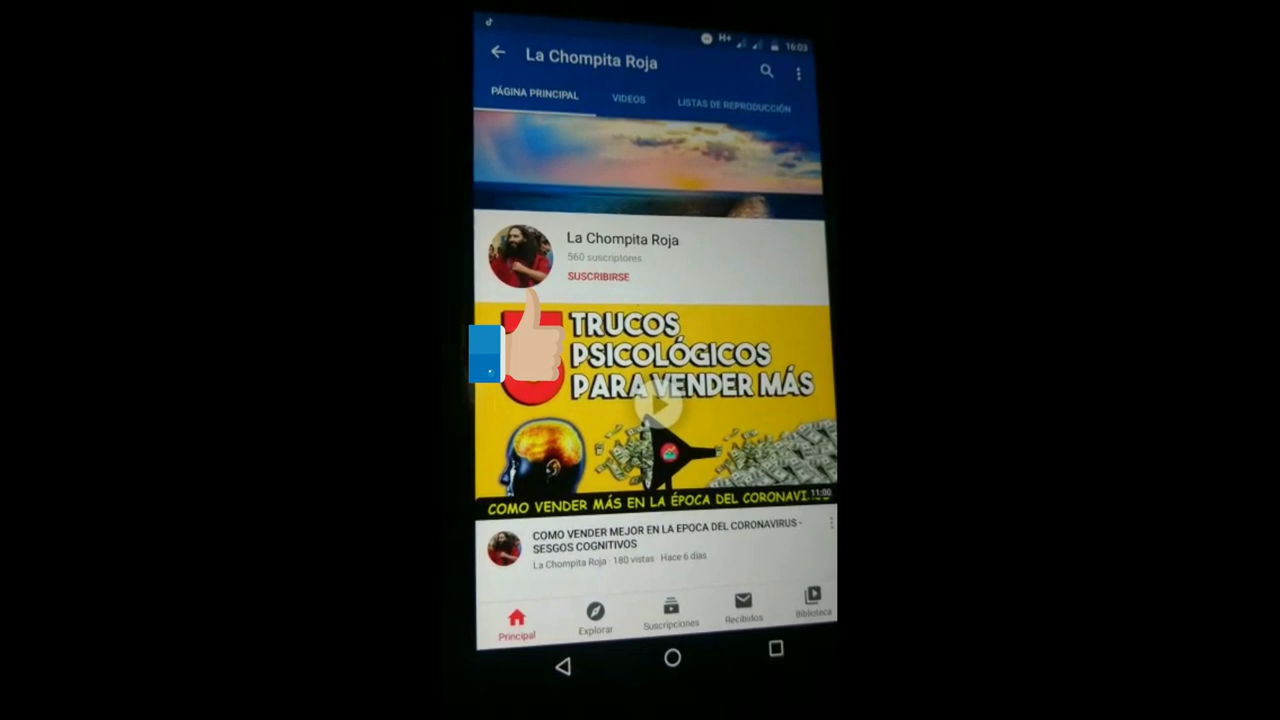 H+ 16:03
La Chompita Roja
PÁGINA PRINCIPAL VIDEOS LISTAS DE REPRODUCCIÓN
La Chompita Roja
560 suscriptores
SUSCRIBIRSE
TRUCOS
PSICOLÓGICOS
PARA VENDER MÁS
COMO VENDER MÁS EN LA ÉPOCA DEL CORONAVI
11:00
COMO VENDER MEJOR EN LA EPOCA DEL CORONAVIRUS -
SESGOS COGNITIVOS
La Chompita Roja · 180 vistas · Hace 6 días
Principal Explorar Suscripciones Recibidos Biblioteca